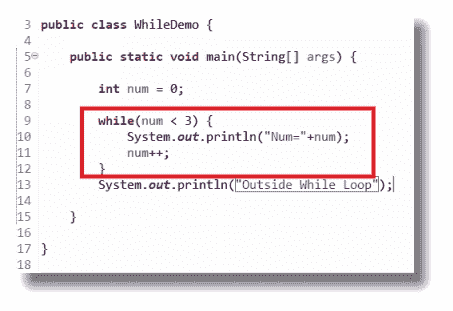 3 public class WhileDemo {
4
5 public static void main(String[] args) {
6
7 int num = 0;
8
9 while(num < 3) {
10 System.out.println("Num="+num);
11 num++;
12 }
13 System.out.println("Outside While Loop");
14
15 }
16
17 }
18